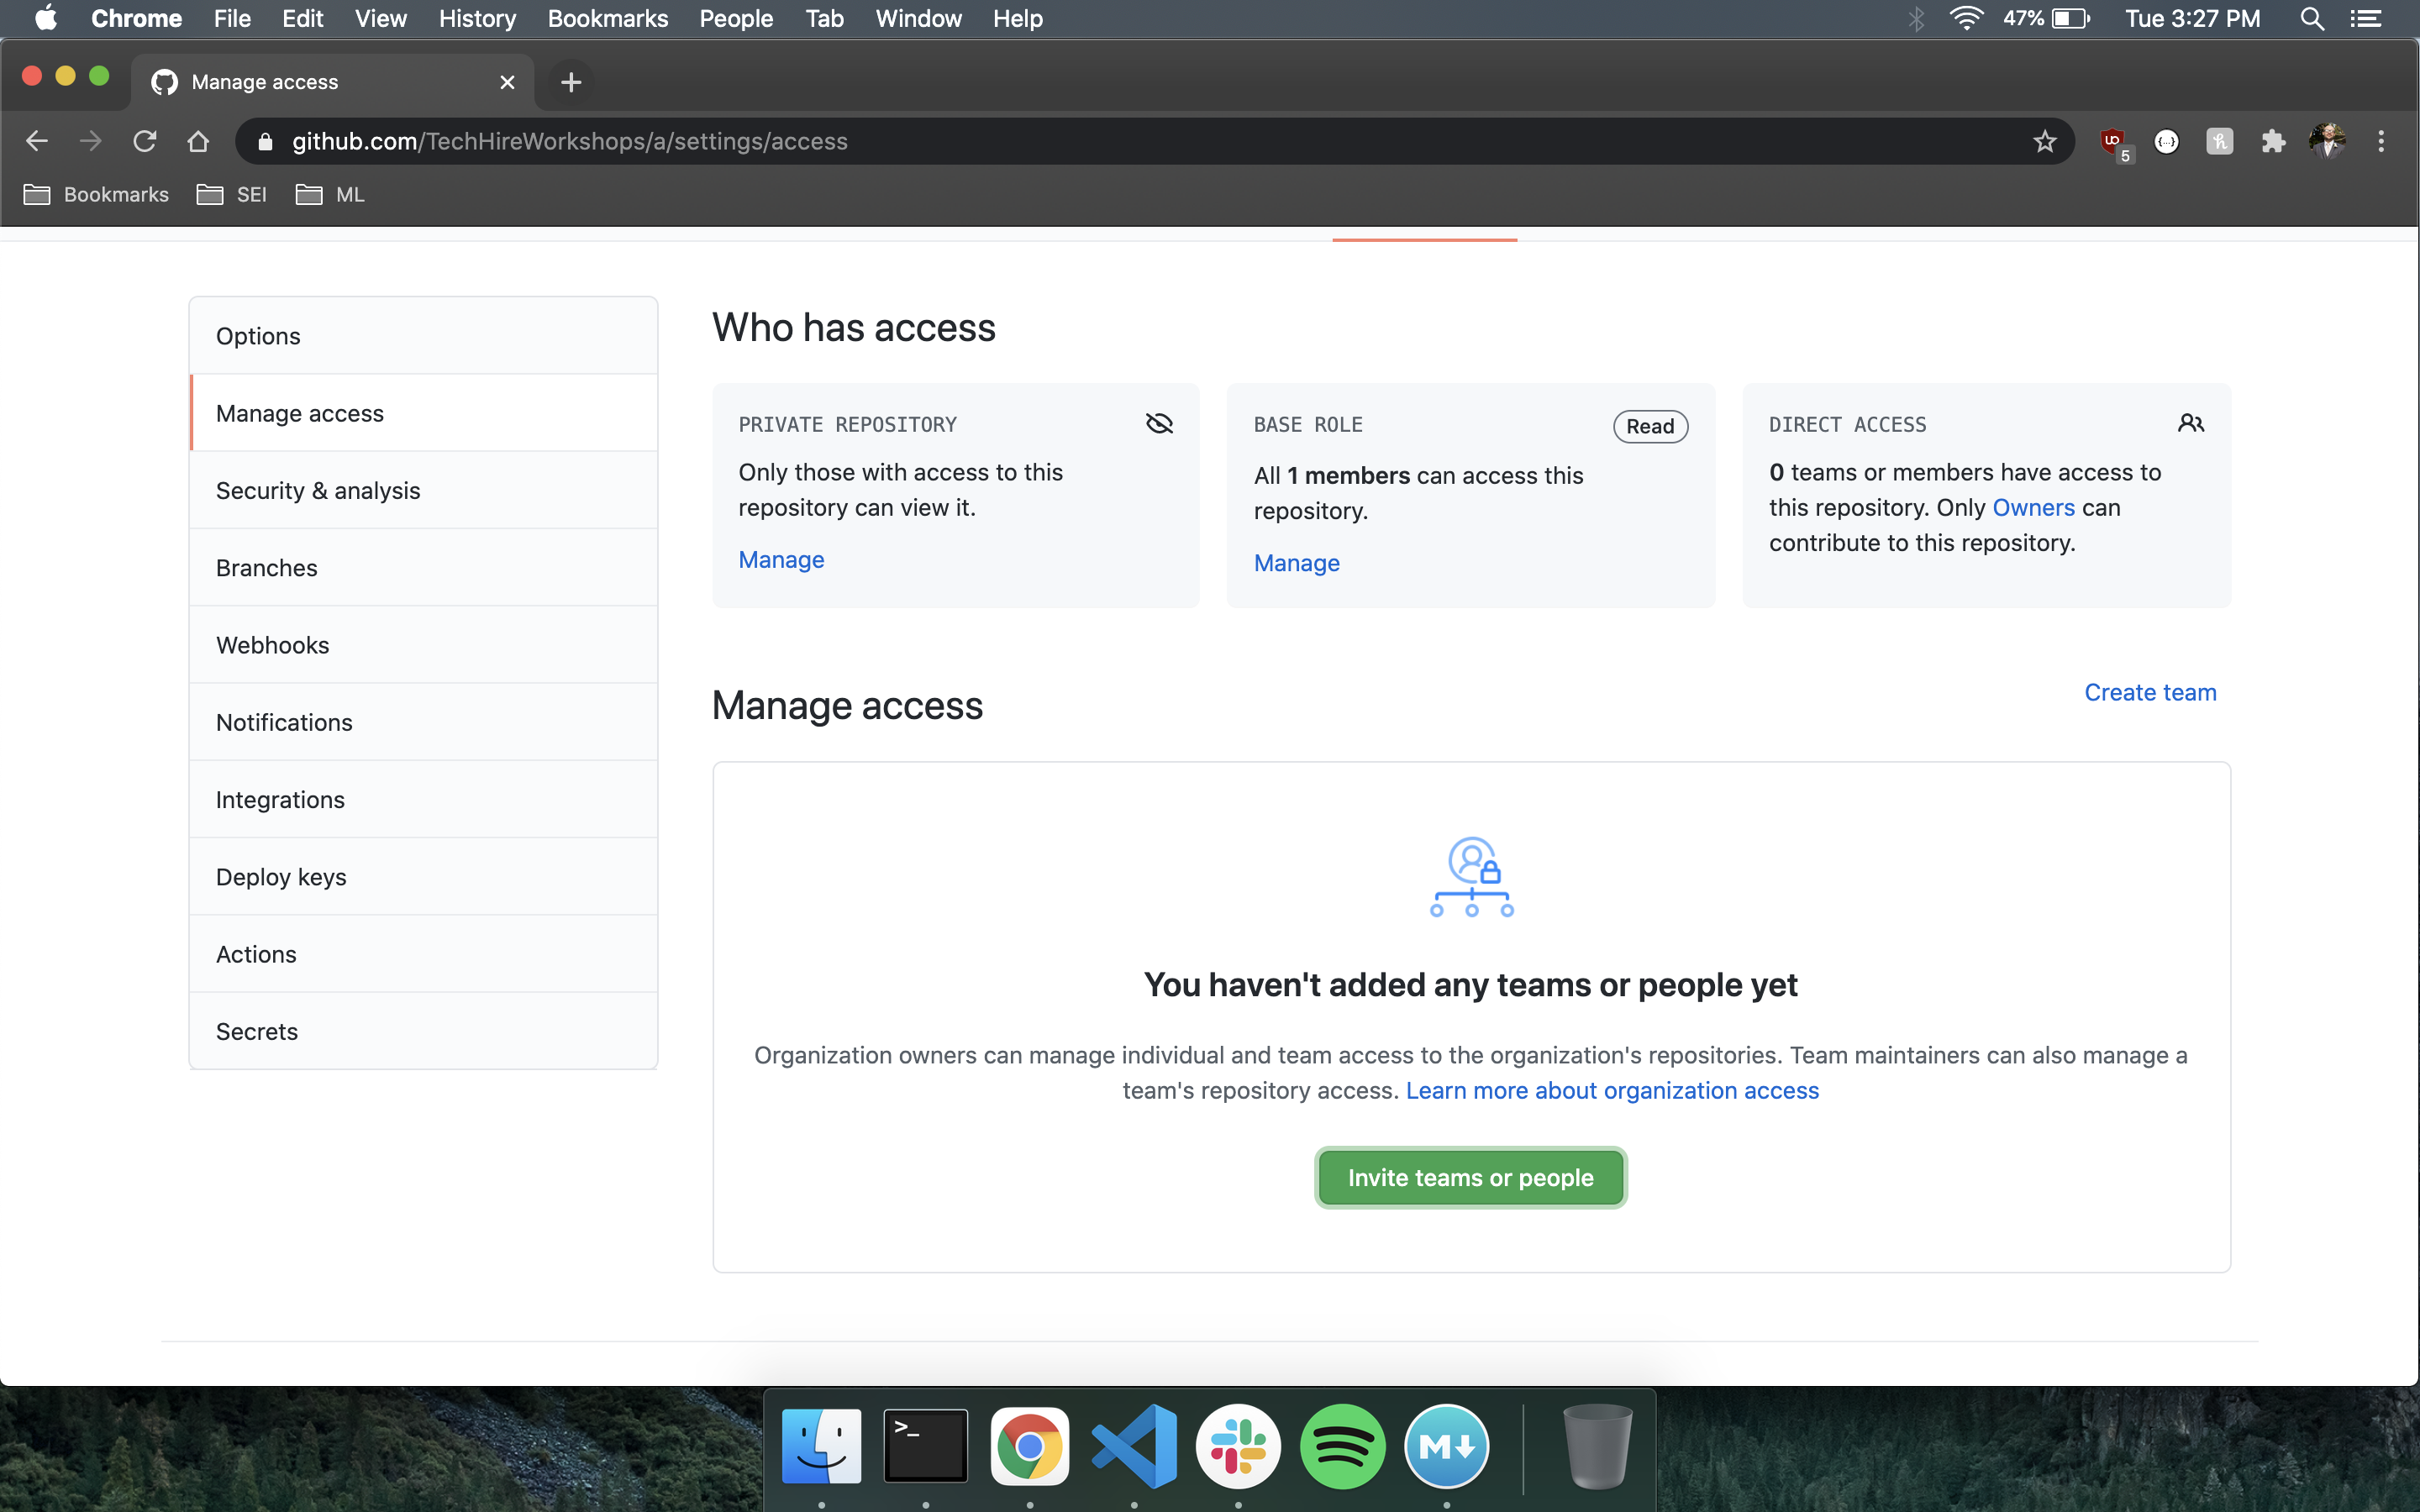 Chrome File Edit View History Bookmarks People Tab Window Help 47% Tue 3:27 PM
Manage access
github.com/TechHireWorkshops/a/settings/access
5
Bookmarks SEI ML
Options
Manage access
Security & analysis
Branches
Webhooks
Notifications
Integrations
Deploy keys
Actions
Secrets
Who has access
PRIVATE REPOSITORY
Only those with access to this
repository can view it.
Manage
BASE ROLE Read
All 1 members can access this
repository.
Manage
DIRECT ACCESS
0 teams or members have access to
this repository. Only Owners can
contribute to this repository.
Manage access
Create team
You haven't added any teams or people yet
Organization owners can manage individual and team access to the organization's repositories. Team maintainers can also manage a
team's repository access. Learn more about organization access
Invite teams or people
>_
M